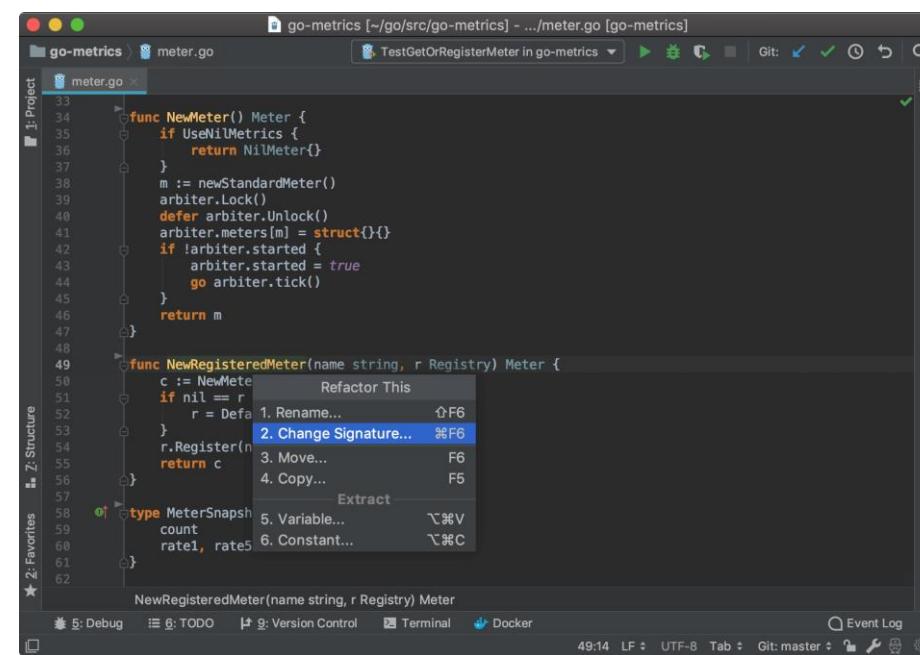 go-metrics [~/go/src/go-metrics] - .../meter.go [go-metrics]
go-metrics meter.go TestGetOrRegisterMeter in go-metrics Git:
1: Project
meter.go
33
34 func NewMeter() Meter {
35 if UseNilMetrics {
36 return NilMeter{}
37 }
38 m := newStandardMeter()
39 arbiter.Lock()
40 defer arbiter.Unlock()
41 arbiter.meters[m] = struct{}{}
42 if !arbiter.started {
43 arbiter.started = true
44 go arbiter.tick()
45 }
46 return m
47 }
48
49 func NewRegisteredMeter(name string, r Registry) Meter {
50 c := NewMete
51 if nil == r
52 r = Defa
53 }
54 r.Register(n
55 return c
56 }
57
58 type MeterSnapsh
59 count
60 rate1, rate5
61 }
62
Refactor This
1. Rename... ⇧F6
2. Change Signature... ⌘F6
3. Move... F6
4. Copy... F5
Extract
5. Variable... ⌥⌘V
6. Constant... ⌥⌘C
Z: Structure
2: Favorites
NewRegisteredMeter(name string, r Registry) Meter
5: Debug 6: TODO 9: Version Control Terminal Docker Event Log
49:14 LF UTF-8 Tab Git: master